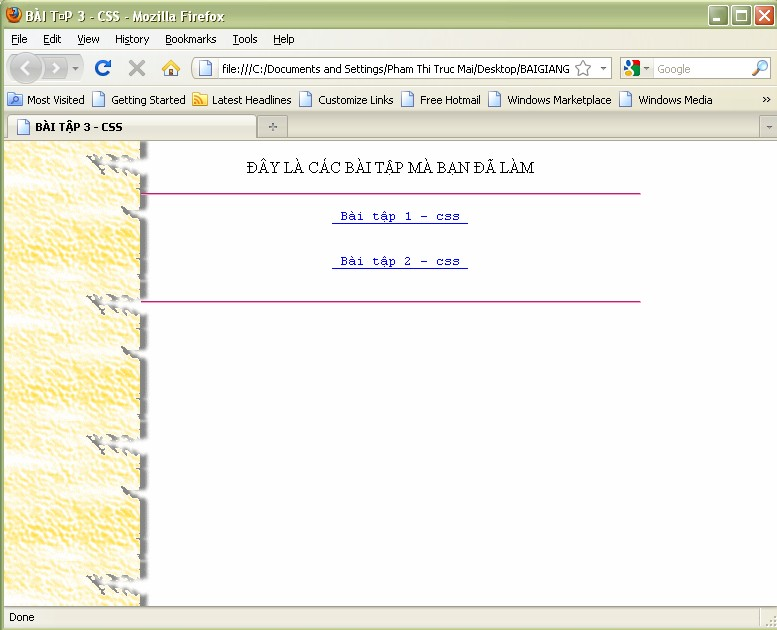 BÀI T¤P 3 - CSS - Mozilla Firefox
File Edit View History Bookmarks Tools Help
file:///C:/Documents and Settings/Pham Thi Truc Mai/Desktop/BAIGIANG Google
Most Visited Getting Started Latest Headlines Customize Links Free Hotmail Windows Marketplace Windows Media »
BÀI TẬP 3 - CSS
ĐÂY LÀ CÁC BÀI TẬP MÀ BẠN ĐÃ LÀM
Bài tập 1 - css
Bài tập 2 - css
Done